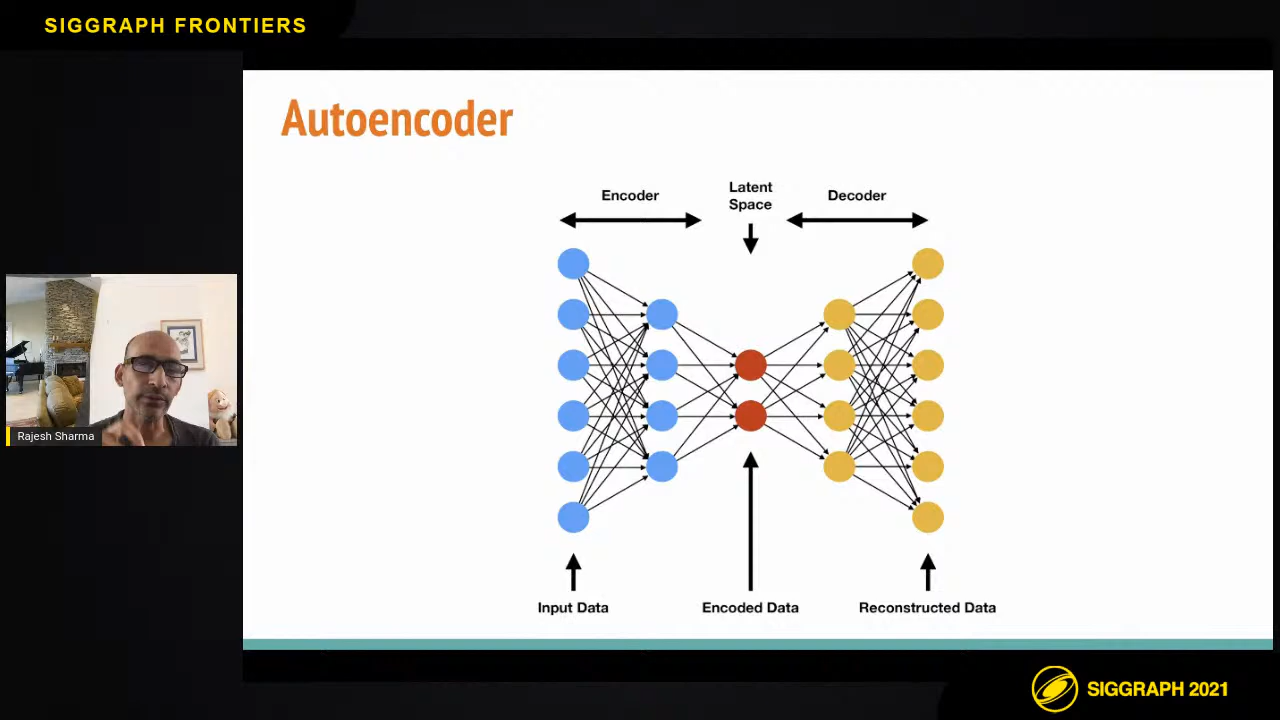 SIGGRAPH FRONTIERS
Autoencoder
Encoder
Latent
Space
Decoder
Rajesh Sharma
Input Data
Encoded Data
Reconstructed Data
SIGGRAPH 2021